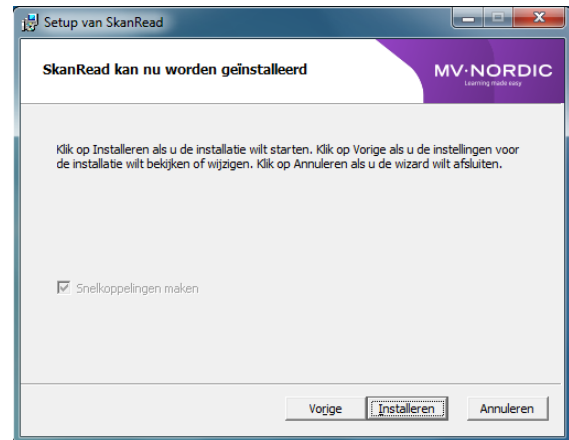 Setup van SkanRead
SkanRead kan nu worden geïnstalleerd
MV·NORDIC
Learning made easy
Klik op Installeren als u de installatie wilt starten. Klik op Vorige als u de instellingen voor
de installatie wilt bekijken of wijzigen. Klik op Annuleren als u de wizard wilt afsluiten.
Snelkoppelingen maken
Vorige Installeren Annuleren